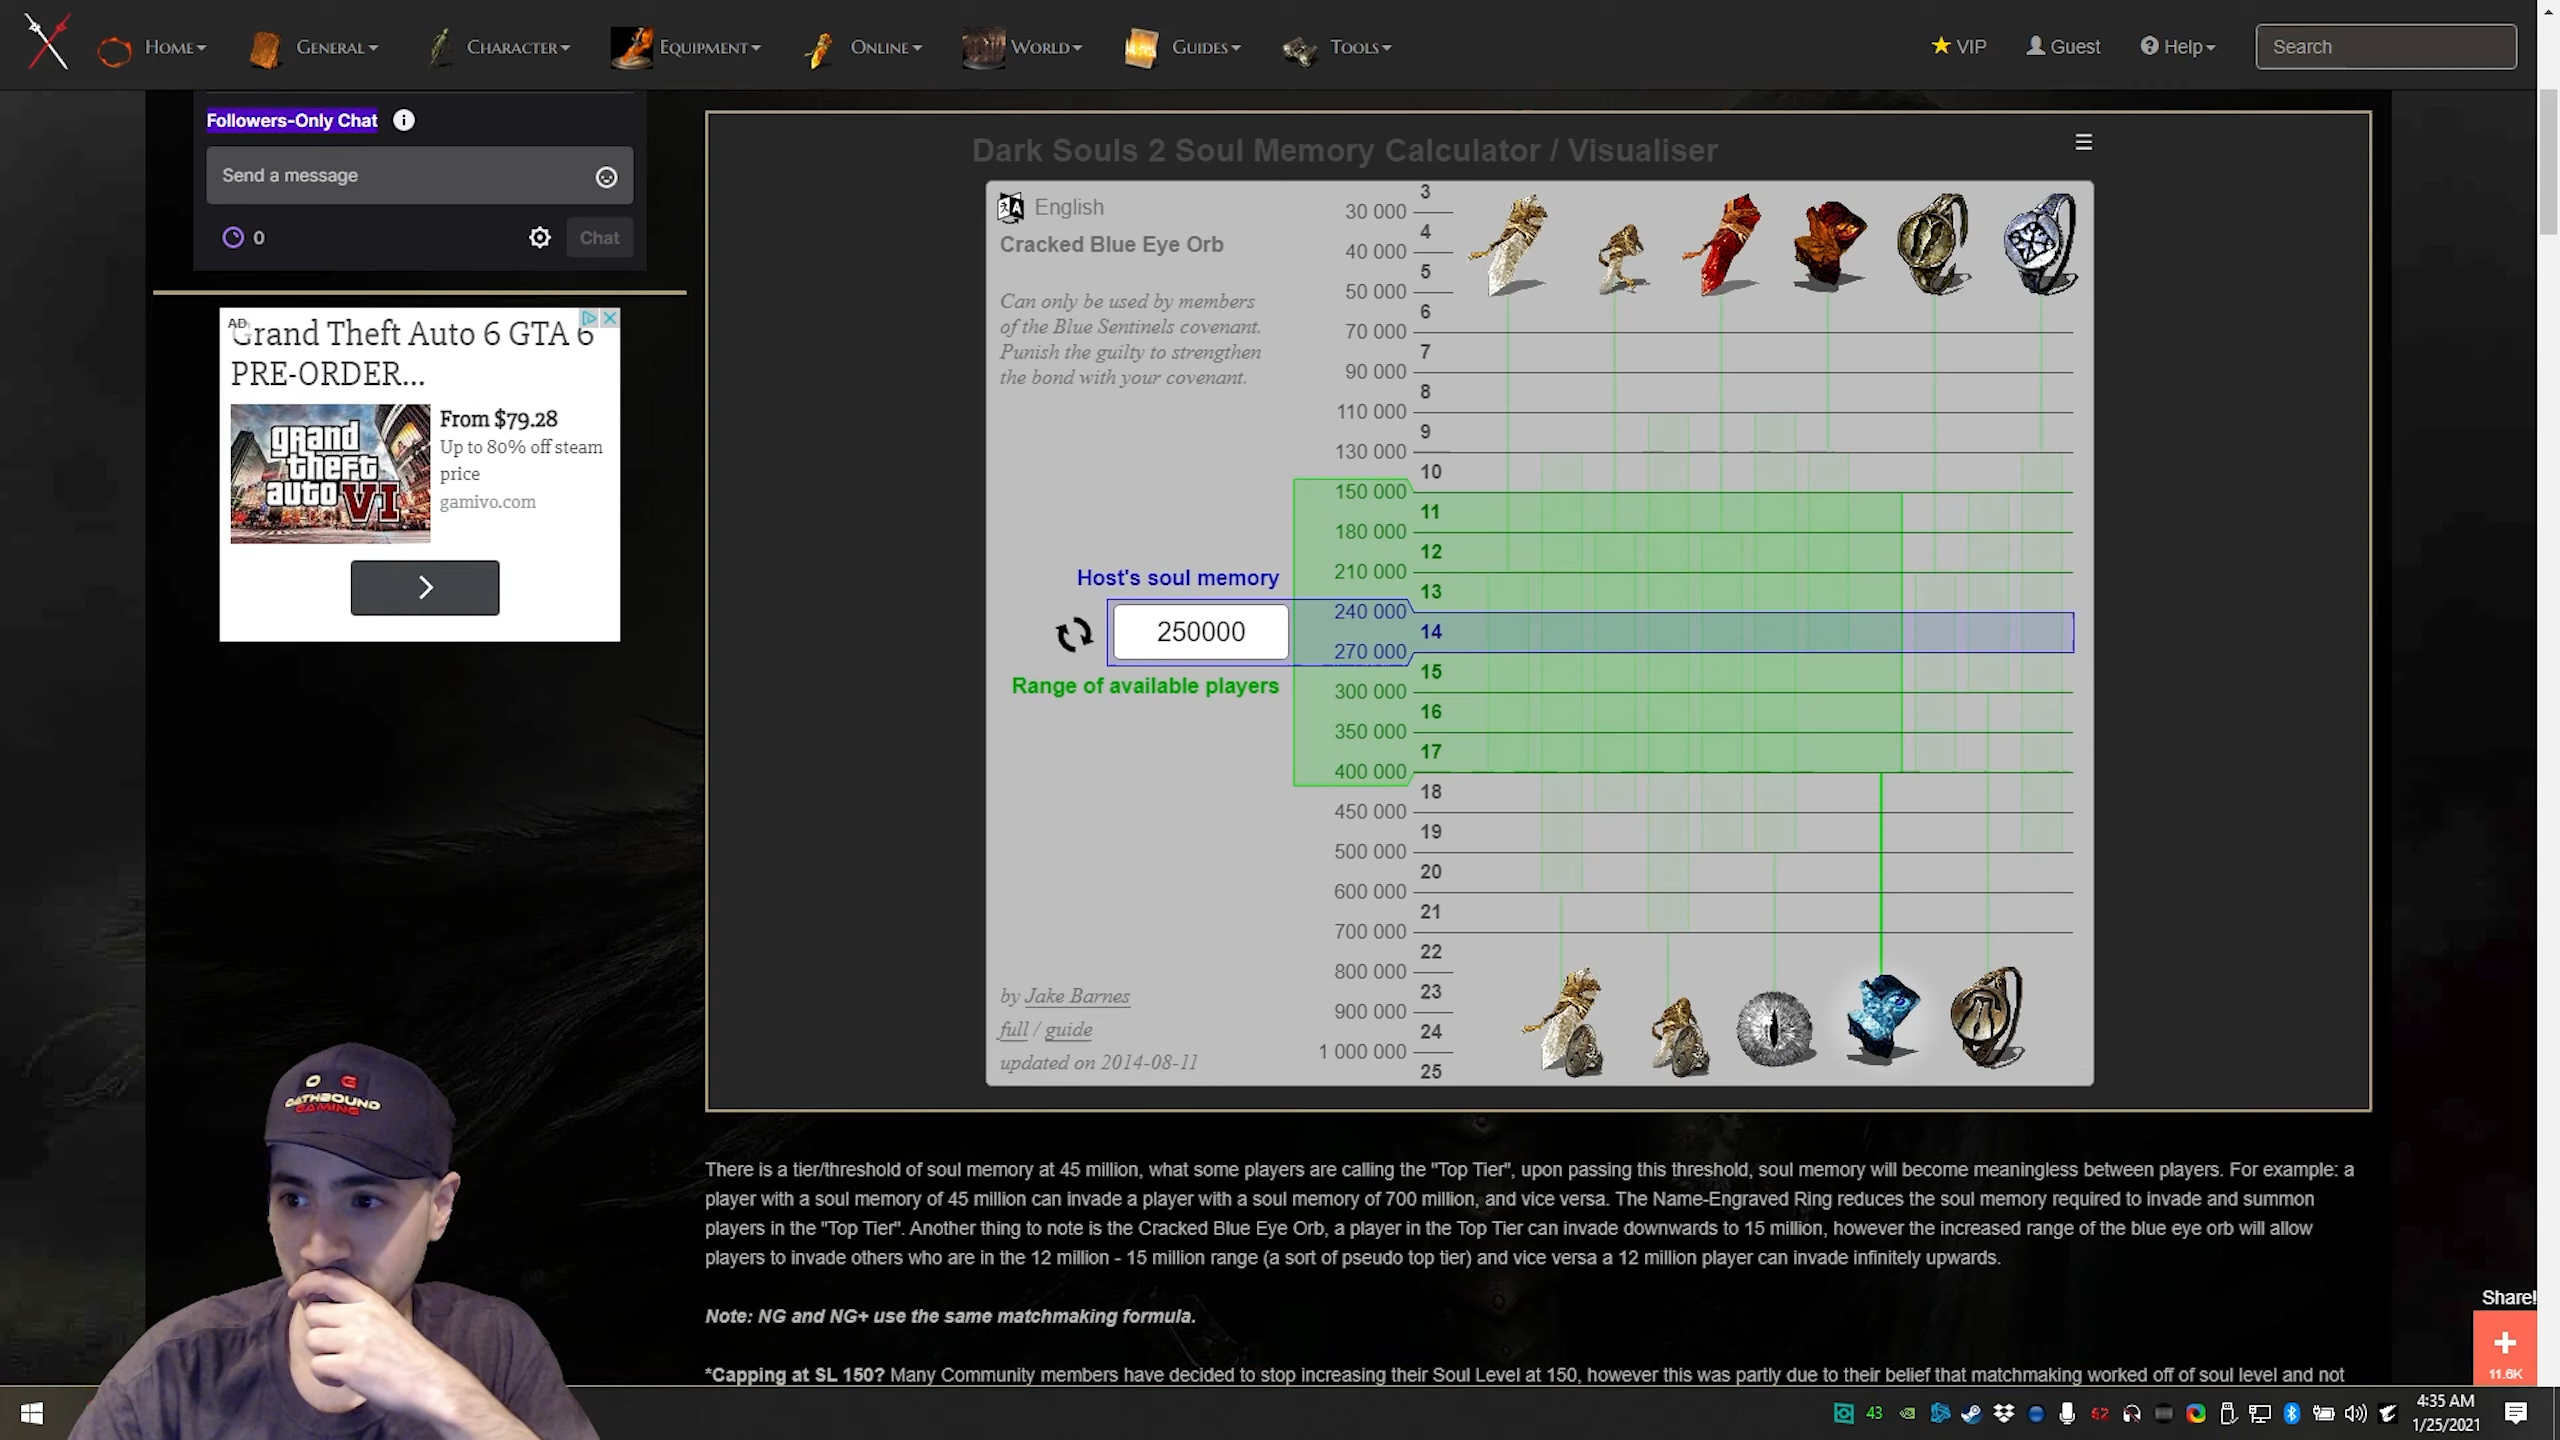 HOME
GENERAL
CHARACTER
EQUIPMENT
ONLINE
WORLD
GUIDES
TOOLS
VIP
Guest
Help
Search
Followers-Only Chat
Send a message
0
Chat
AD
Grand Theft Auto 6 GTA 6
PRE-ORDER...
grand
theft
auto VI
From $79.28
Up to 80% off steam
price
gamivo.com
Dark Souls 2 Soul Memory Calculator / Visualiser
English
Cracked Blue Eye Orb
Can only be used by members
of the Blue Sentinels covenant.
Punish the guilty to strengthen
the bond with your covenant.
Host's soul memory
250000
Range of available players
3
30 000
4
40 000
5
50 000
6
70 000
7
90 000
8
110 000
9
130 000
10
150 000
11
180 000
12
210 000
13
240 000
14
270 000
15
300 000
16
350 000
17
400 000
18
450 000
19
500 000
20
600 000
21
700 000
22
800 000
23
900 000
24
1 000 000
25
by Jake Barnes
full / guide
updated on 2014-08-11
O G
OATHBOUND
GAMING
There is a tier/threshold of soul memory at 45 million, what some players are calling the "Top Tier", upon passing this threshold, soul memory will become meaningless between players. For example: a
player with a soul memory of 45 million can invade a player with a soul memory of 700 million, and vice versa. The Name-Engraved Ring reduces the soul memory required to invade and summon
players in the "Top Tier". Another thing to note is the Cracked Blue Eye Orb, a player in the Top Tier can invade downwards to 15 million, however the increased range of the blue eye orb will allow
players to invade others who are in the 12 million - 15 million range (a sort of pseudo top tier) and vice versa a 12 million player can invade infinitely upwards.
Note: NG and NG+ use the same matchmaking formula.
*Capping at SL 150? Many Community members have decided to stop increasing their Soul Level at 150, however this was partly due to their belief that matchmaking worked off of soul level and not
Share!
11.6K
43
62
4:35 AM
1/25/2021